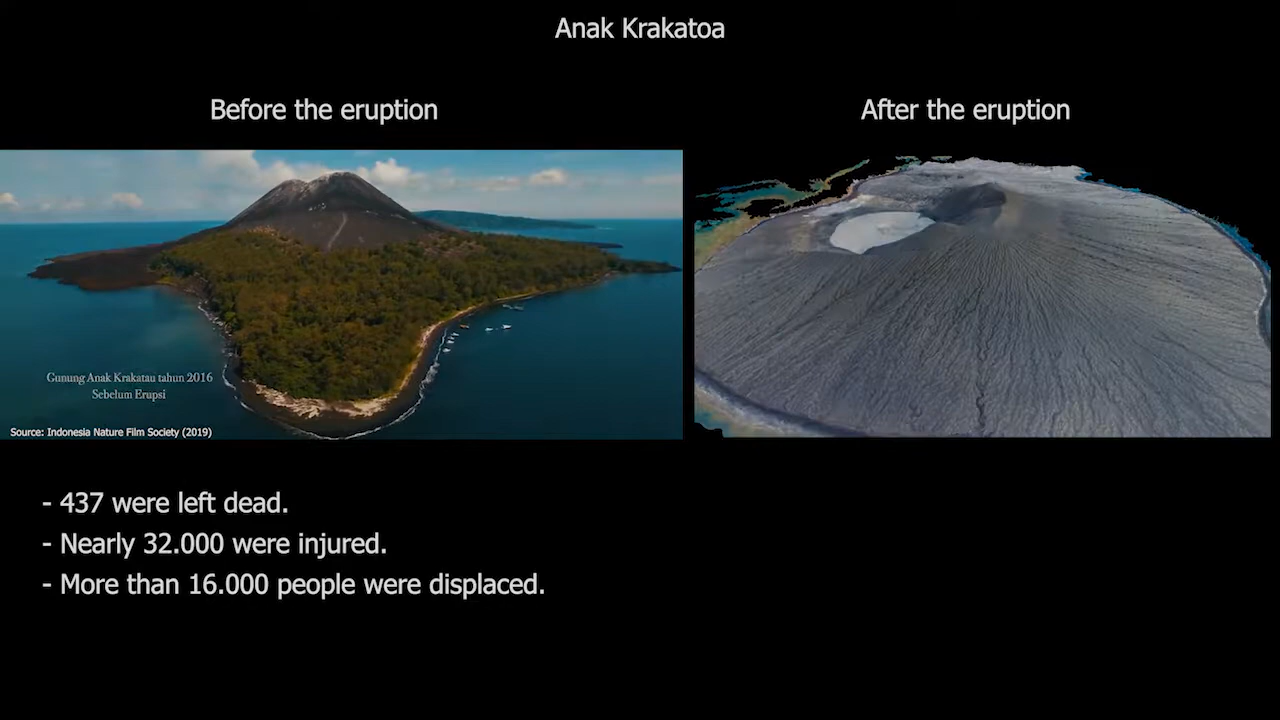 Anak Krakatoa
Before the eruption
After the eruption
Gunung Anak Krakatau tahun 2016
Sebelum Erupsi
Source: Indonesia Nature Film Society (2019)
- 437 were left dead.
- Nearly 32.000 were injured.
- More than 16.000 people were displaced.